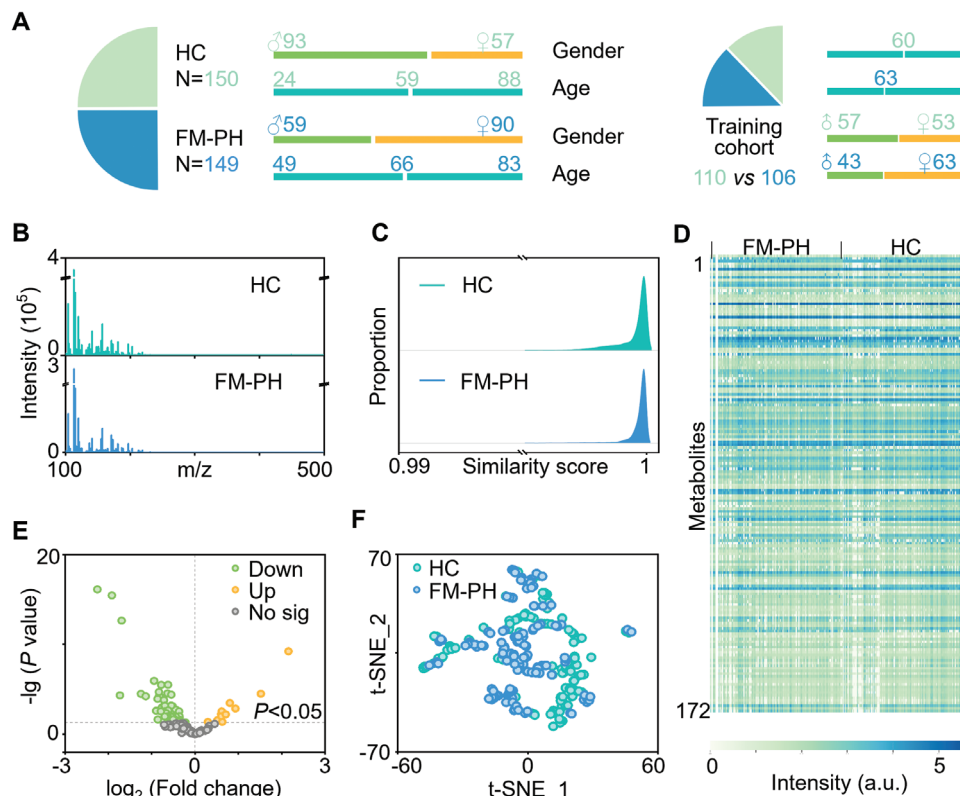 A
HC
N=150
♂93 ♀57 Gender
24 59 88 Age
FM-PH
N=149
♂59 ♀90 Gender
49 66 83 Age
Training
cohort
110 vs 106
60
63
♂57 ♀53
♂43 ♀63
B
Intensity (10⁵)
4
HC
0
3
FM-PH
0
100 m/z 500
C
Proportion
HC
FM-PH
0.99 Similarity score 1
D
FM-PH HC
1
Metabolites
172
0 5
Intensity (a.u.)
E
-lg (P value)
20
10
0
Down
Up
No sig
P<0.05
-3 0 3
log₂ (Fold change)
F
t-SNE_2
70
-70
HC
FM-PH
-60 0 60
t-SNE_1